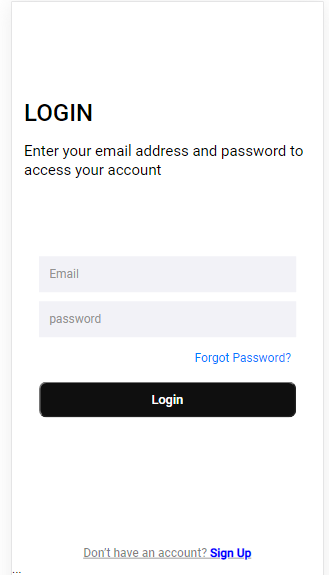 LOGIN
Enter your email address and password to
access your account
Email
password
Forgot Password?
Login
Don't have an account? Sign Up
...